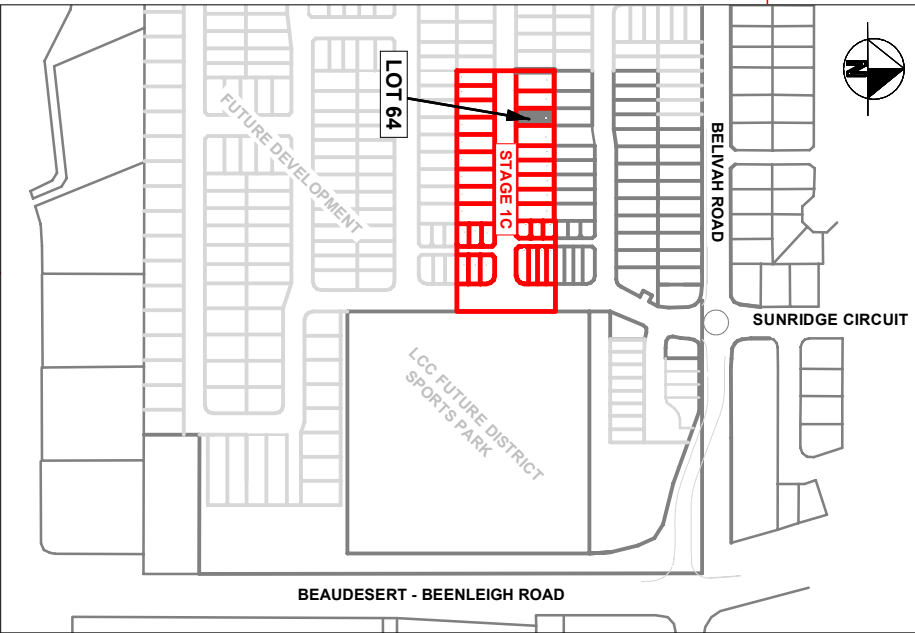 N
LOT 64
FUTURE DEVELOPMENT
STAGE 1C
BELIVAH ROAD
SUNRIDGE CIRCUIT
LCC FUTURE DISTRICT
SPORTS PARK
BEAUDESERT - BEENLEIGH ROAD